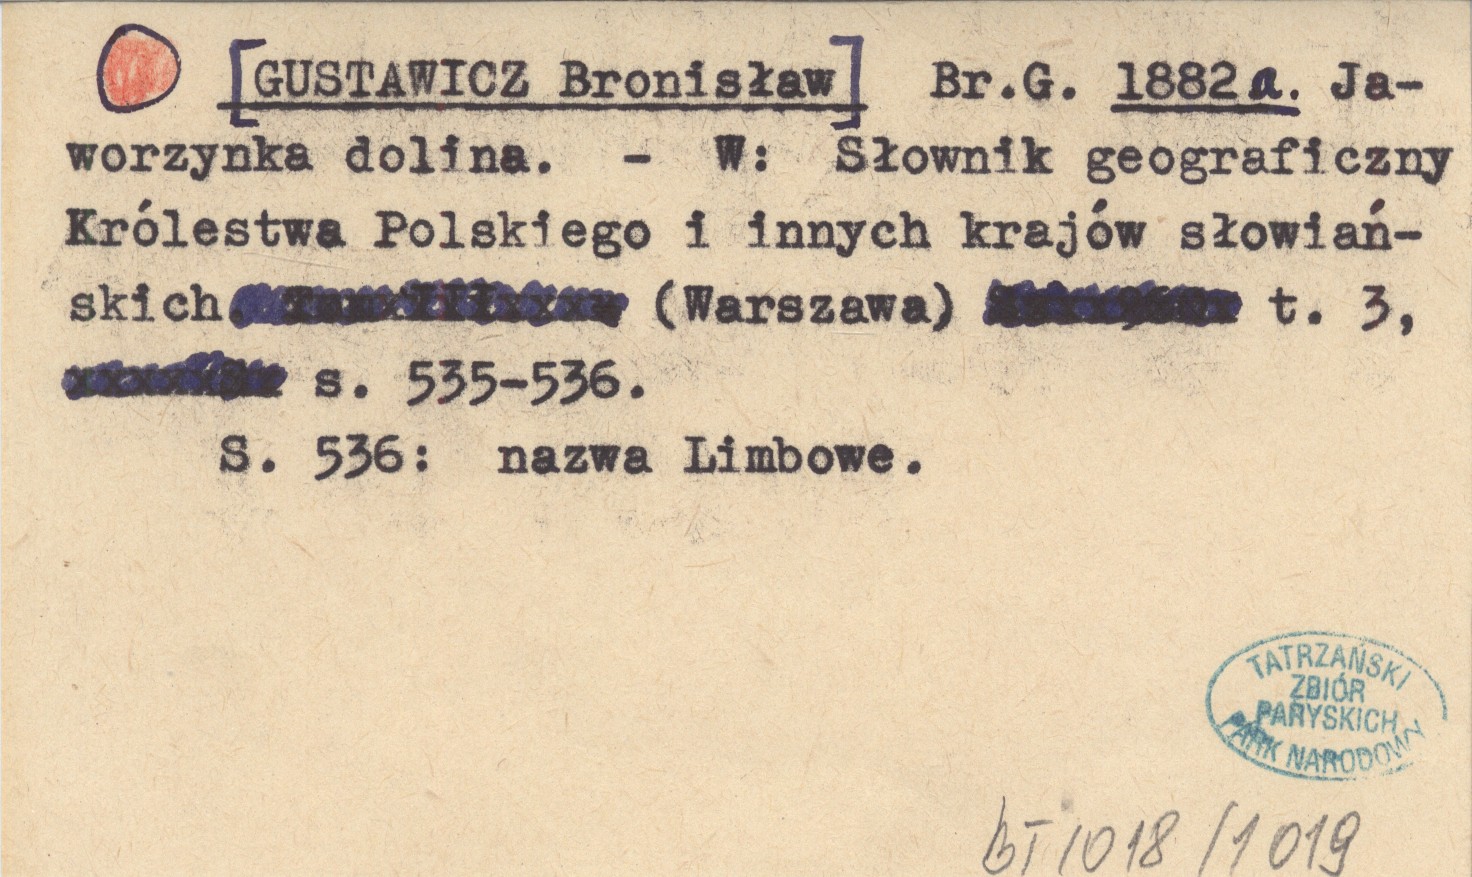 [GUSTAWICZ Bronisław] Br.G. 1882a. Ja-
worzynka dolina. - W: Słownik geograficzny
Królestwa Polskiego i innych krajów słowiań-
skich. (Warszawa) t. 3,
s. 535-536.
S. 536: nazwa Limbowe.
TATRZAŃSKI
ZBIÓR
PARYSKICH
PARK NARODOWY
BT/1018/1019